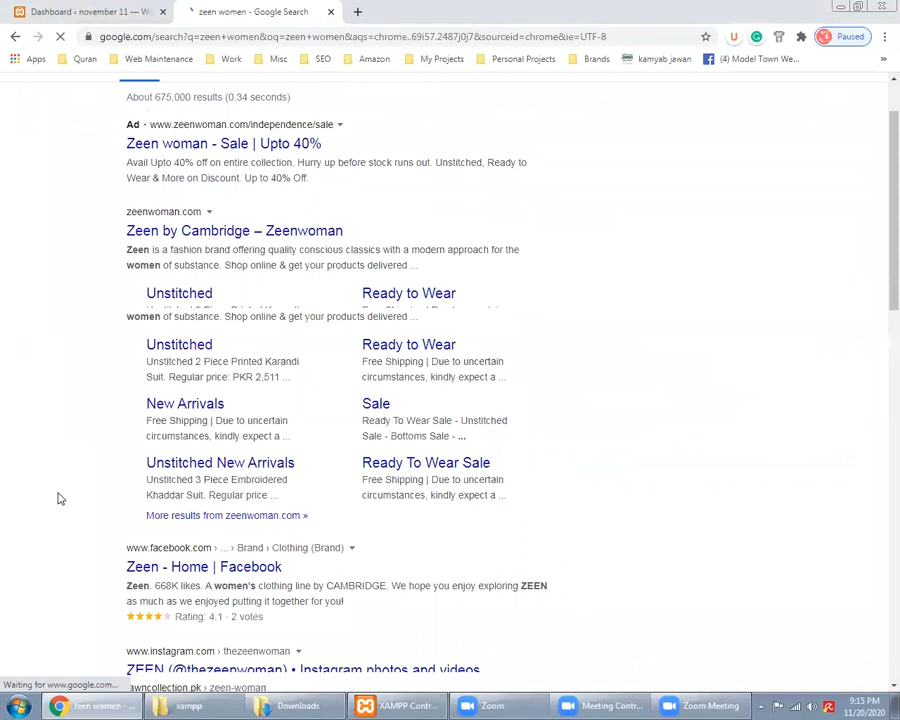 Dashboard ‹ november 11 — Wo
zeen women - Google Search
google.com/search?q=zeen+women&oq=zeen+women&aqs=chrome..69i57.2487j0j7&sourceid=chrome&ie=UTF-8
Paused
Apps
Quran
Web Maintenance
Work
Misc
SEO
Amazon
My Projects
Personal Projects
Brands
kamyab jawan
(4) Model Town We...
About 675,000 results (0.34 seconds)
Ad · www.zeenwoman.com/independence/sale
Zeen woman - Sale | Upto 40%
Avail Upto 40% off on entire collection. Hurry up before stock runs out. Unstitched, Ready to
Wear & More on Discount. Up to 40% Off.
zeenwoman.com
Zeen by Cambridge – Zeenwoman
Zeen is a fashion brand offering quality conscious classics with a modern approach for the
women of substance. Shop online & get your products delivered ...
Unstitched
Ready to Wear
women of substance. Shop online & get your products delivered ...
Unstitched
Ready to Wear
Unstitched 2 Piece Printed Karandi
Suit. Regular price: PKR 2,511 ...
Free Shipping | Due to uncertain
circumstances, kindly expect a ...
New Arrivals
Sale
Free Shipping | Due to uncertain
circumstances, kindly expect a ...
Ready To Wear Sale - Unstitched
Sale - Bottoms Sale - ...
Unstitched New Arrivals
Ready To Wear Sale
Unstitched 3 Piece Embroidered
Khaddar Suit. Regular price ...
Free Shipping | Due to uncertain
circumstances, kindly expect a ...
More results from zeenwoman.com »
www.facebook.com › ... › Brand › Clothing (Brand)
Zeen - Home | Facebook
Zeen. 668K likes. A women's clothing line by CAMBRIDGE. We hope you enjoy exploring ZEEN
as much as we enjoyed putting it together for you!
Rating: 4.1 · 2 votes
www.instagram.com › thezeenwoman
ZEEN (@thezeenwoman) • Instagram photos and videos
awncollection.pk › zeen-woman
Waiting for www.google.com...
zeen women - ...
xampp
Downloads
XAMPP Contr...
Zoom
Meeting Contr...
Zoom Meeting
9:15 PM
11/20/2020